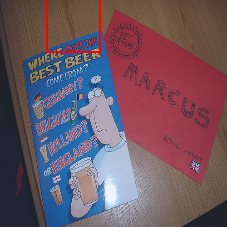 WHERE DOES THE
BEST BEER
COME FROM?
GERMANY?
BELGIUM?
HOLLAND?
OR ENGLAND?
MARCUS